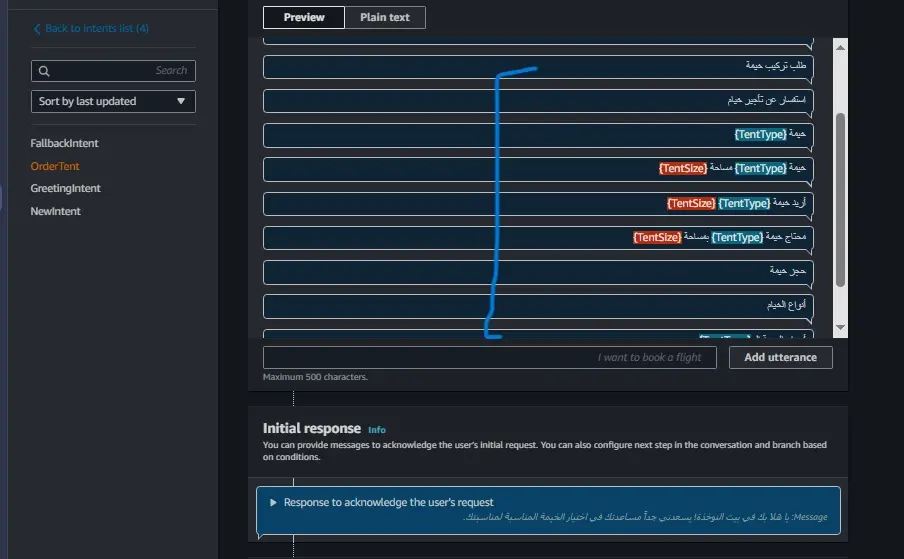 Back to intents list (4)
Search
Sort by last updated
FallbackIntent
OrderTent
GreetingIntent
NewIntent
Preview
Plain text
طلب تركيب خيمة
استفسار عن تأجير خيام
خيمة {TentType}
خيمة {TentType} مساحة {TentSize}
أريد خيمة {TentType} {TentSize}
محتاج خيمة {TentType} بمساحة {TentSize}
حجز خيمة
أنواع الخيام
{TentType}
I want to book a flight
Add utterance
Maximum 500 characters.
Initial response Info
You can provide messages to acknowledge the user's initial request. You can also configure next step in the conversation and branch based
on conditions.
Response to acknowledge the user's request
Message: يا هلا بك في بيت النوخذة! يسعدني جداً مساعدتك في اختيار الخيمة المناسبة لمناسبتك.